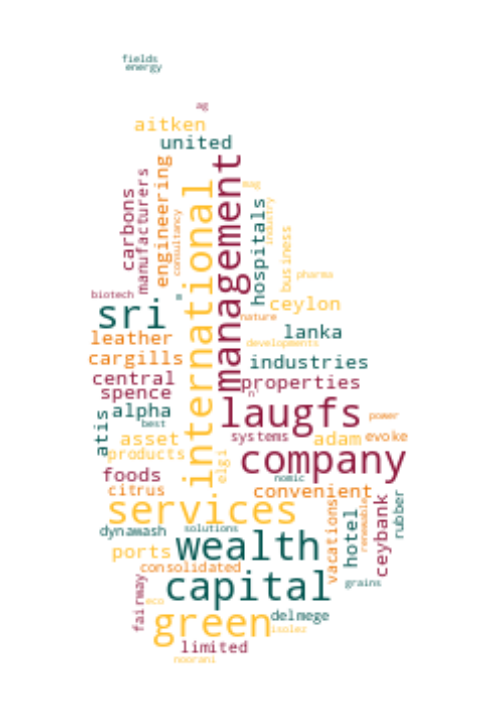 fields
energy
ag
aitken
united
engineering
manufacturers
carbons
consultancy
international
management
mag
industry
hospitals
business
pharma
biotech
sri
ceylon
nature
lanka
leather
developments
cargills
industries
central
properties
spence
n
alpha
laugfs
power
best
atis
asset
systems
adam
evoke
products
elgi
company
foods
nomic
citrus
convenient
services
vacations
hotel
renewable
ceybank
rubber
dynawash
solutions
wealth
ports
consolidated
capital
grains
fairway
eco
green
delmege
isolez
limited
noorani